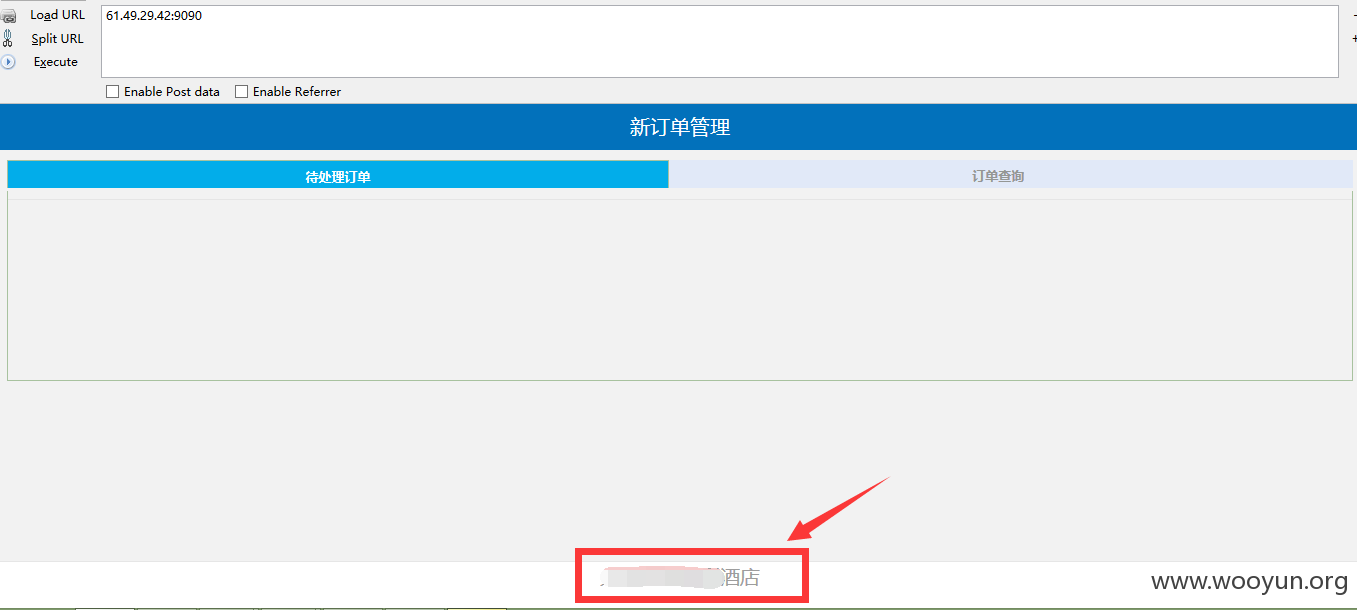 Load URL
61.49.29.42:9090
Split URL
Execute
Enable Post data
Enable Referrer
新订单管理
待处理订单
订单查询
酒店
www.wooyun.org